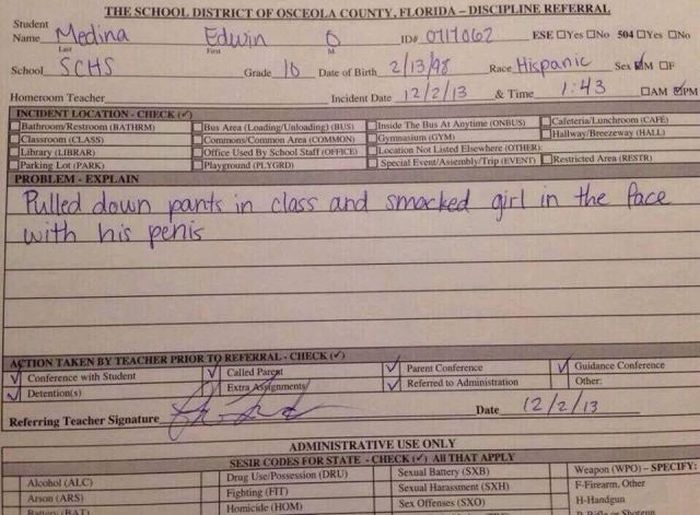 THE SCHOOL DISTRICT OF OSCEOLA COUNTY, FLORIDA – DISCIPLINE REFERRAL
Student
Name Medina Edwin O ID# 0717062 ESE □Yes □No 504 □Yes □No
Last First M.
School SCHS Grade 10 Date of Birth 2/13/98 Race Hispanic Sex ☑M □F
Homeroom Teacher Incident Date 12/2/13 & Time 1:43 □AM ☑PM
INCIDENT LOCATION - CHECK (✓)
□Bathroom/Restroom (BATHRM) □Bus Area (Loading/Unloading) (BUS) □Inside The Bus At Anytime (ONBUS) □Cafeteria/Lunchroom (CAFE)
□Classroom (CLASS) □Commons/Common Area (COMMON) □Gymnasium (GYM) □Hallway/Breezeway (HALL)
□Library (LIBRAR) □Office Used By School Staff (OFFICE) □Location Not Listed Elsewhere (OTHER)
□Parking Lot (PARK) □Playground (PLYGRD) □Special Event/Assembly/Trip (EVENT) □Restricted Area (RESTR)
PROBLEM - EXPLAIN
Pulled down pants in class and smacked girl in the face
with his penis
ACTION TAKEN BY TEACHER PRIOR TO REFERRAL - CHECK (✓)
✓ Conference with Student ✓ Called Parent ✓ Parent Conference ✓ Guidance Conference
✓ Detention(s) Extra Assignments ✓ Referred to Administration Other:
Referring Teacher Signature Date 12/2/13
ADMINISTRATIVE USE ONLY
SESIR CODES FOR STATE - CHECK (✓) All THAT APPLY
Alcohol (ALC) Drug Use/Possession (DRU) Sexual Battery (SXB) Weapon (WPO) – SPECIFY:
Arson (ARS) Fighting (FIT) Sexual Harassment (SXH) F-Firearm, Other
Battery (BAT) Homicide (HOM) Sex Offenses (SXO) H-Handgun